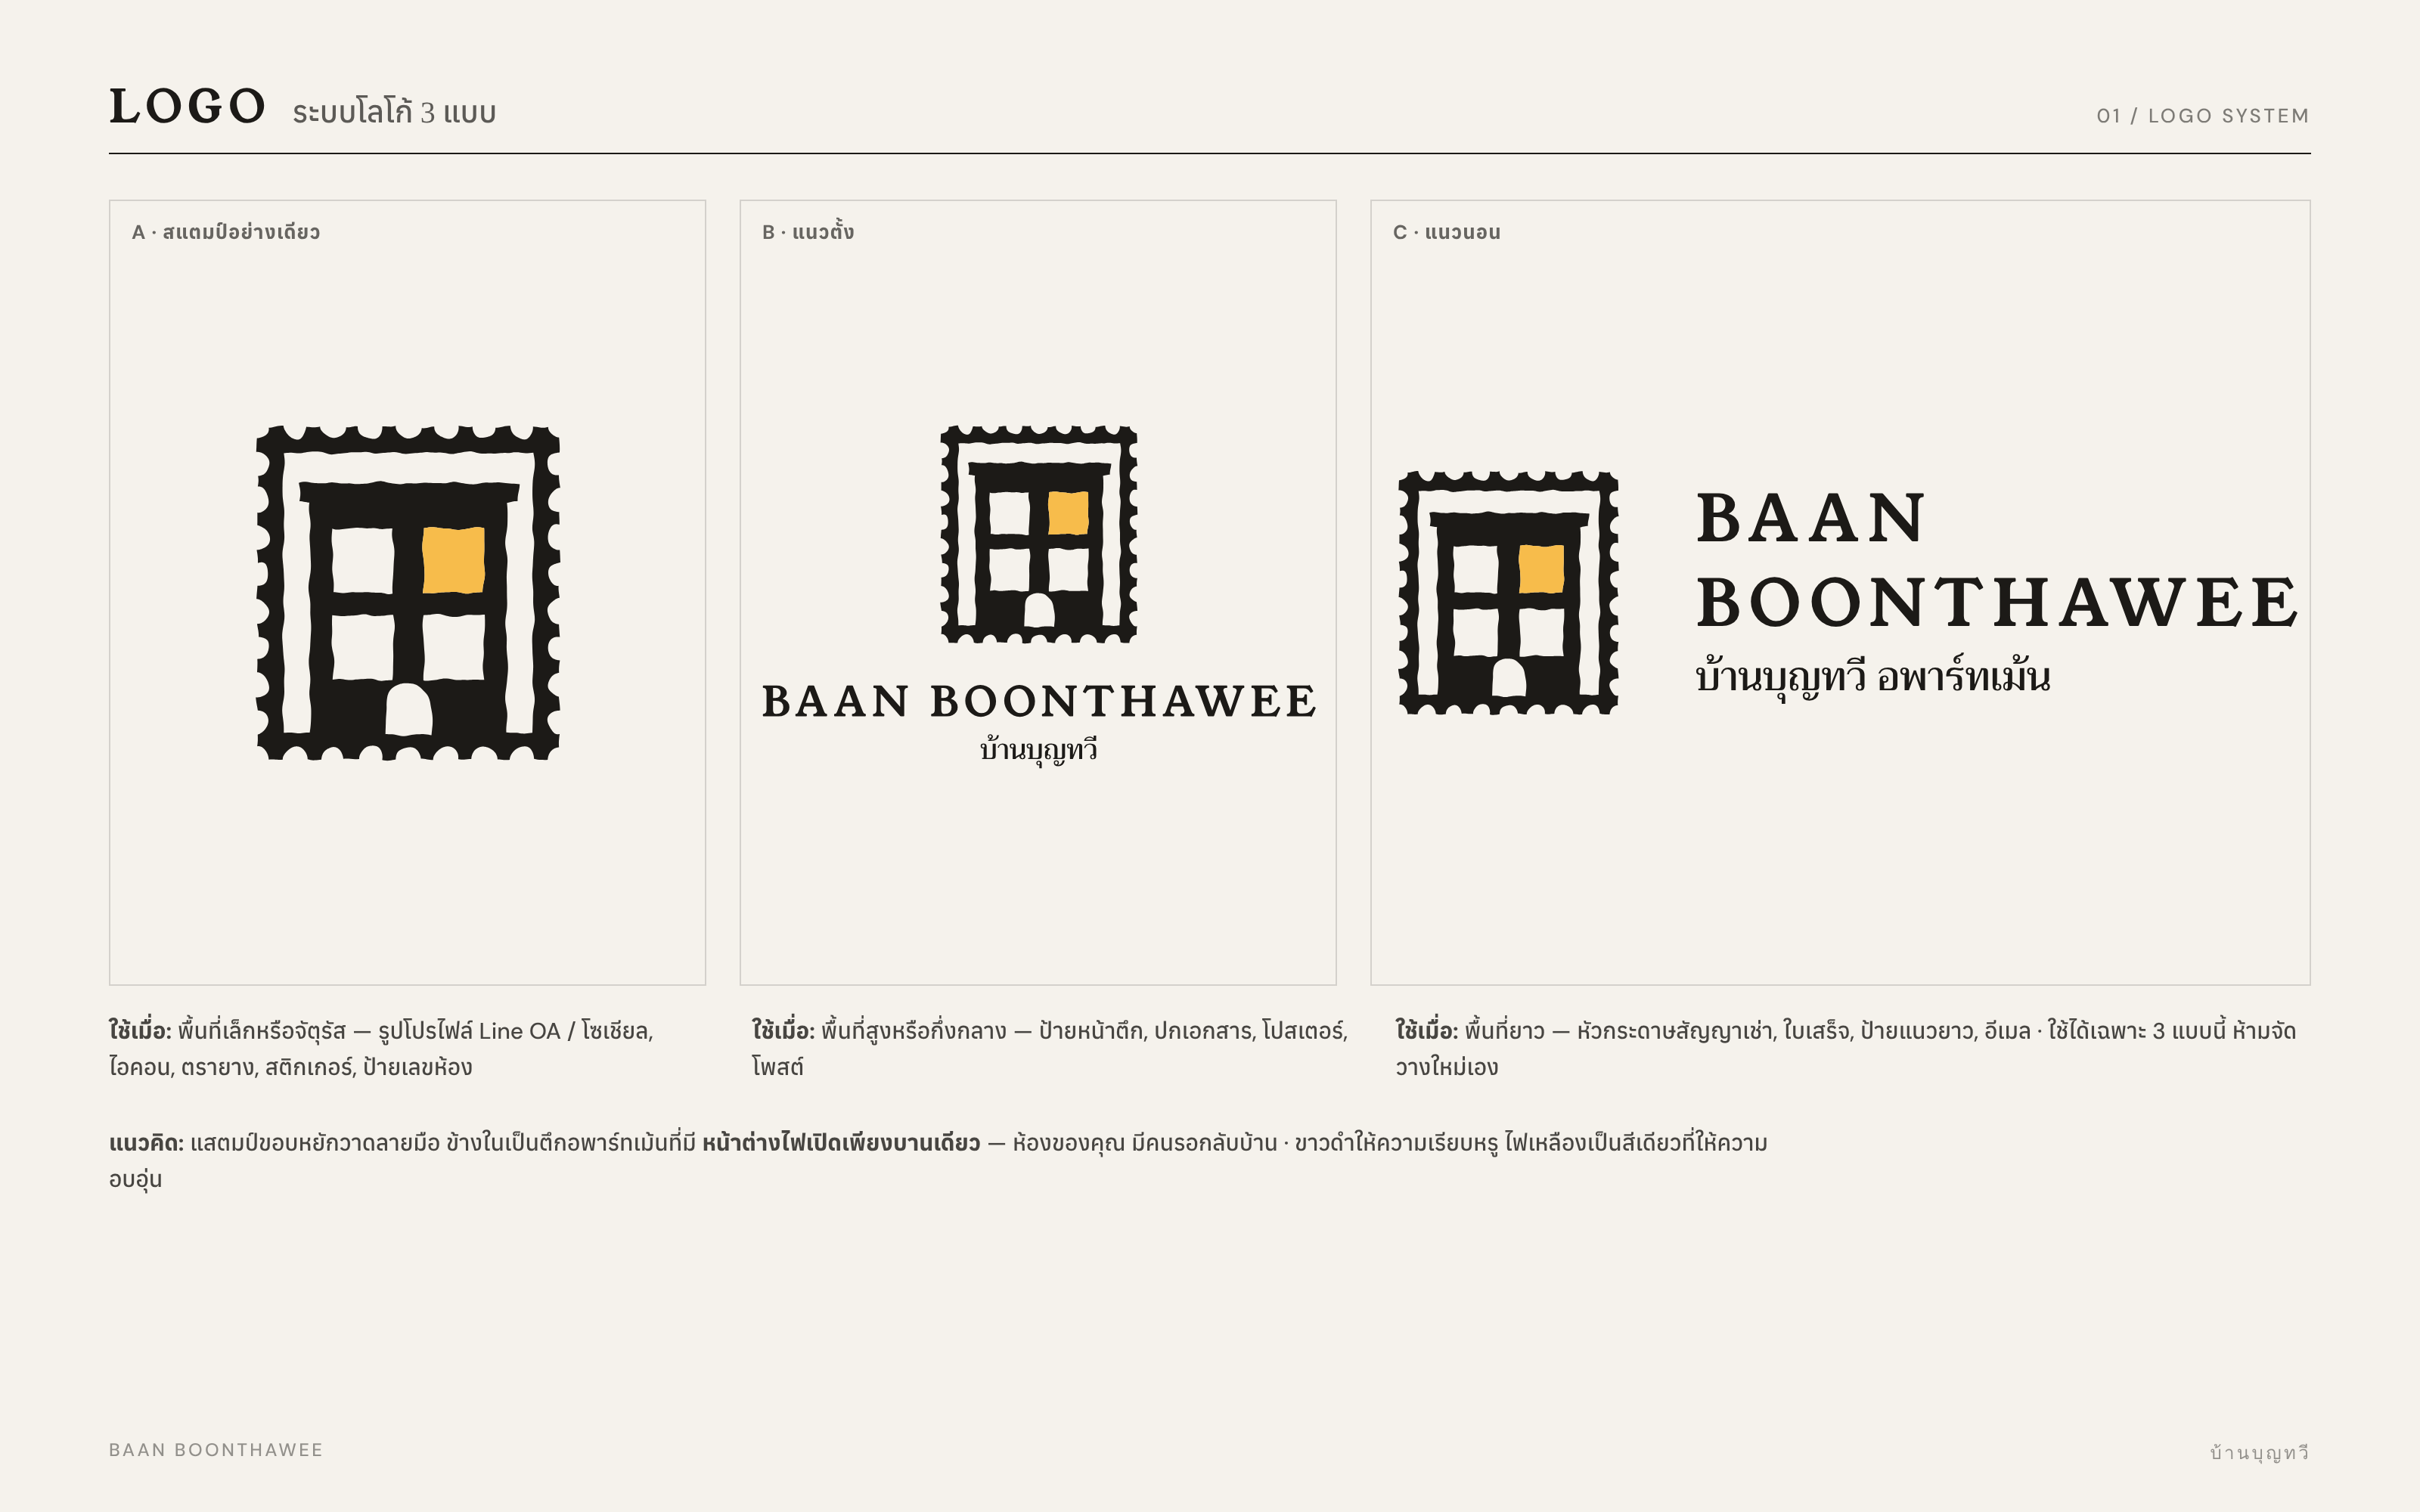 LOGO ระบบโลโก้ 3 แบบ
01 / LOGO SYSTEM
A · สแตมป์อย่างเดียว
B · แนวตั้ง
BAAN BOONTHAWEE
บ้านบุญทวี
C · แนวนอน
BAAN
BOONTHAWEE
บ้านบุญทวี อพาร์ทเม้น
ใช้เมื่อ: พื้นที่เล็กหรือจัตุรัส — รูปโปรไฟล์ Line OA / โซเชียล,
ไอคอน, ตรายาง, สติกเกอร์, ป้ายเลขห้อง
ใช้เมื่อ: พื้นที่สูงหรือกึ่งกลาง — ป้ายหน้าตึก, ปกเอกสาร, โปสเตอร์,
โพสต์
ใช้เมื่อ: พื้นที่ยาว — หัวกระดาษสัญญาเช่า, ใบเสร็จ, ป้ายแนวยาว, อีเมล · ใช้ได้เฉพาะ 3 แบบนี้ ห้ามจัด
วางใหม่เอง
แนวคิด: แสตมป์ขอบหยักวาดลายมือ ข้างในเป็นตึกอพาร์ทเม้นที่มี หน้าต่างไฟเปิดเพียงบานเดียว — ห้องของคุณ มีคนรอกลับบ้าน · ขาวดำให้ความเรียบหรู ไฟเหลืองเป็นสีเดียวที่ให้ความ
อบอุ่น
BAAN BOONTHAWEE
บ้านบุญทวี